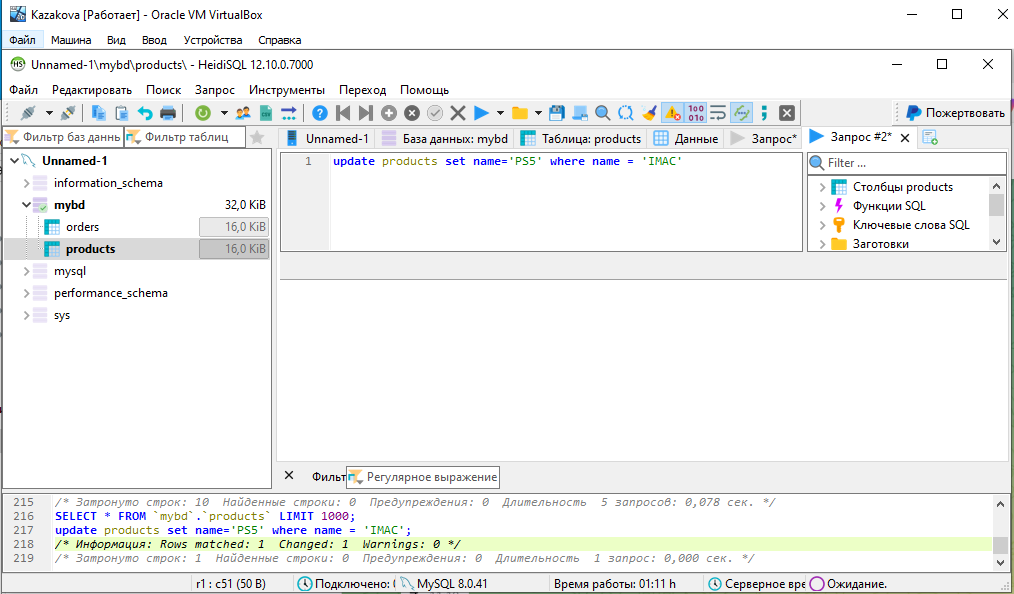 Kazakova [Работает] - Oracle VM VirtualBox
Файл Машина Вид Ввод Устройства Справка
Unnamed-1\mybd\products\ - HeidiSQL 12.10.0.7000
Файл Редактировать Поиск Запрос Инструменты Переход Помощь
Пожертвовать
Фильтр баз данны Фильтр таблиц
Unnamed-1 База данных: mybd Таблица: products Данные Запрос* Запрос #2*
Unnamed-1
information_schema
mybd 32,0 KiB
orders 16,0 KiB
products 16,0 KiB
mysql
performance_schema
sys
1 update products set name='PS5' where name = 'IMAC'
Filter ...
Столбцы products
Функции SQL
Ключевые слова SQL
Заготовки
Фильт Регулярное выражение
215 /* Затронуто строк: 10 Найденные строки: 0 Предупреждения: 0 Длительность 5 запросов: 0,078 сек. */
216 SELECT * FROM `mybd`.`products` LIMIT 1000;
217 update products set name='PS5' where name = 'IMAC';
218 /* Информация: Rows matched: 1 Changed: 1 Warnings: 0 */
219 /* Затронуто строк: 1 Найденные строки: 0 Предупреждения: 0 Длительность 1 запрос: 0,000 сек. */
r1 : c51 (50 B) Подключено: MySQL 8.0.41 Время работы: 01:11 h Серверное вре Ожидание.